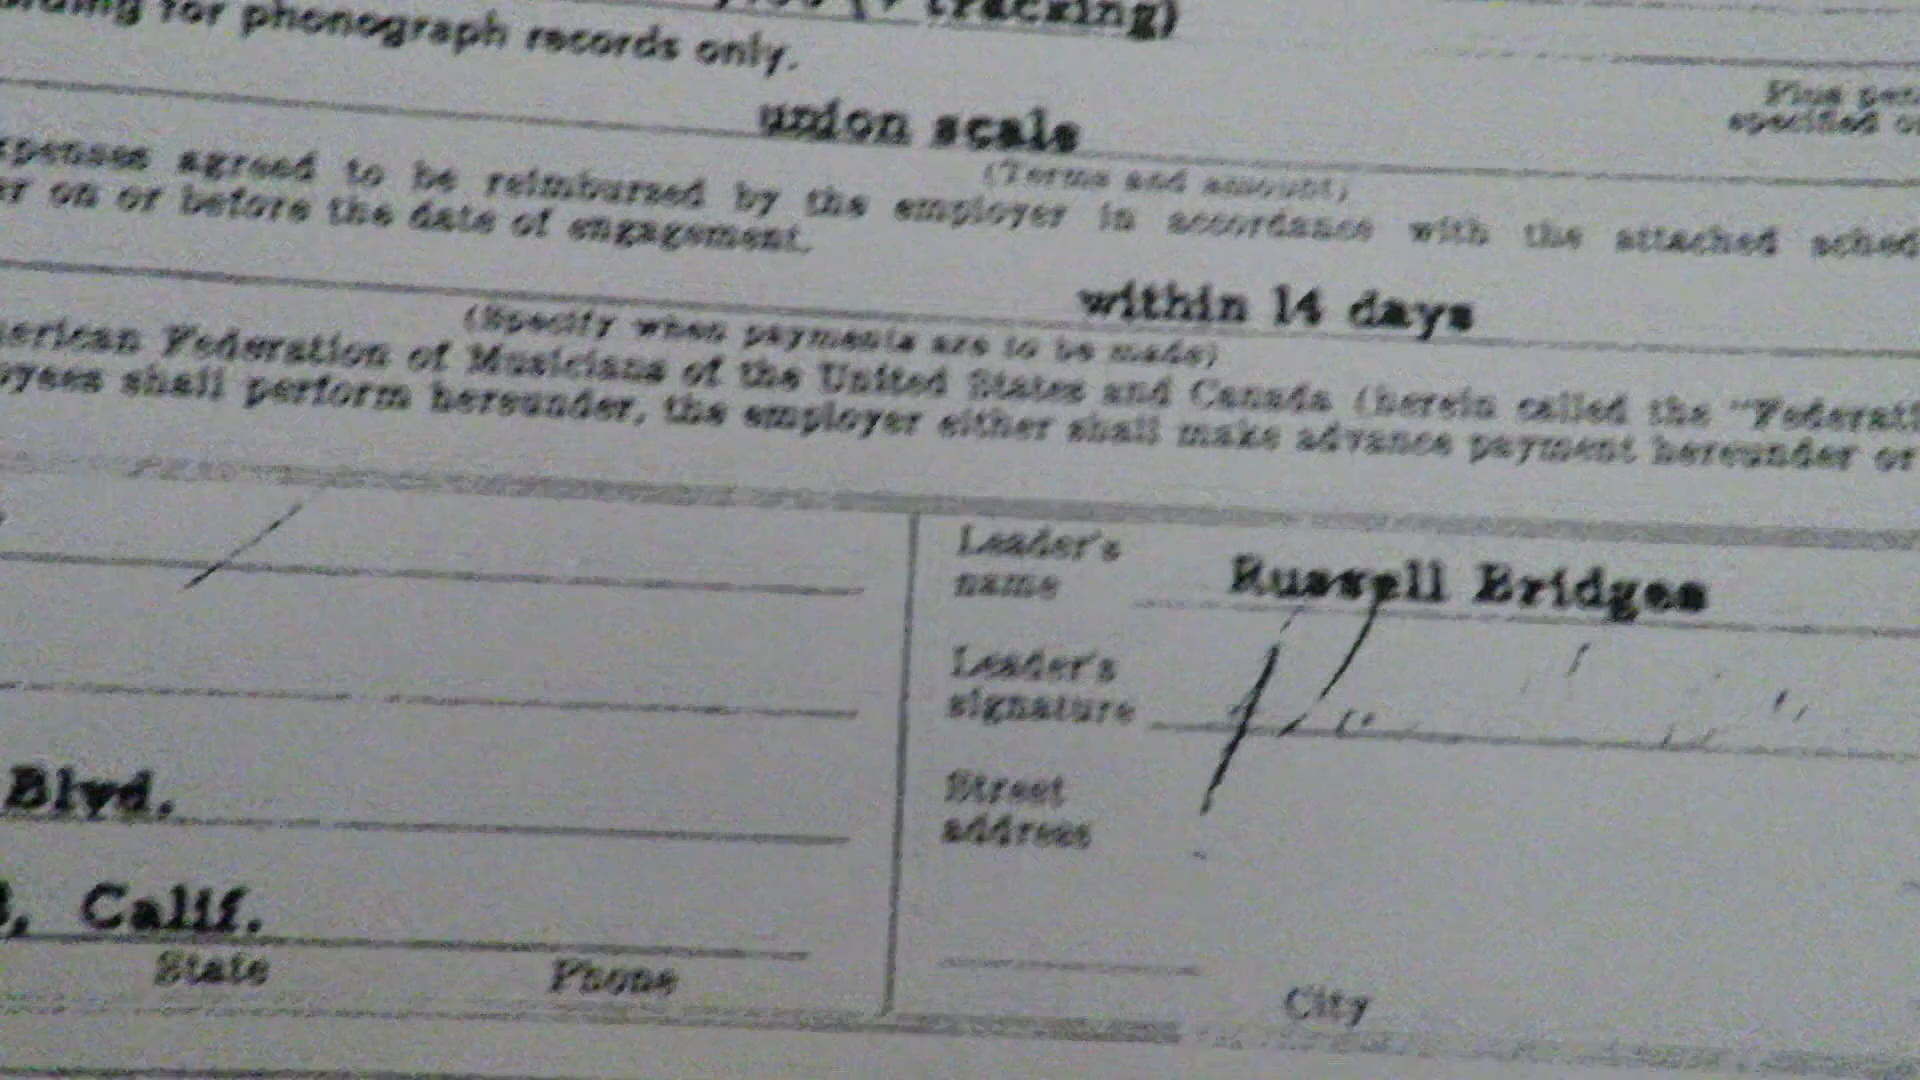 (+ tracking)
for phonograph records only.
union scale
specified
(Terms and amount)
agreed to be reimbursed by the employer in accordance with the attached
on or before the date of engagement.
within 14 days
(Specify when payments are to be made)
Federation of Musicians of the United States and Canada (herein called the "Federati
shall perform hereunder, the employer either shall make advance payment hereunder or
Leader's
name
Russell Bridges
Leader's
signature
Street
address
Blvd.
, Calif.
State Phone
City